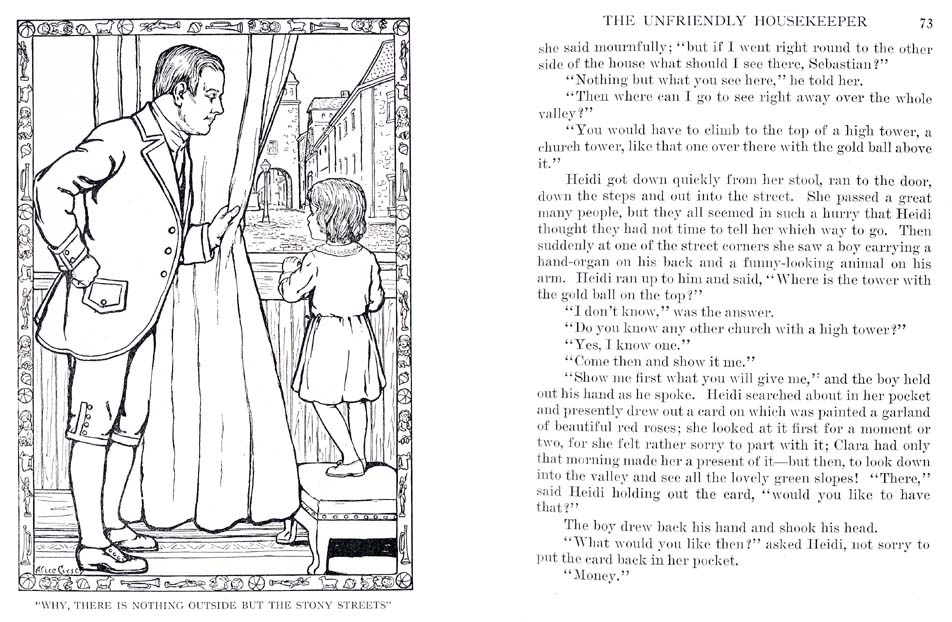 Alice Carsey
"WHY, THERE IS NOTHING OUTSIDE BUT THE STONY STREETS"
THE UNFRIENDLY HOUSEKEEPER 73
she said mournfully; "but if I went right round to the other
side of the house what should I see there, Sebastian?"
"Nothing but what you see here," he told her.
"Then where can I go to see right away over the whole
valley?"
"You would have to climb to the top of a high tower, a
church tower, like that one over there with the gold ball above
it."
Heidi got down quickly from her stool, ran to the door,
down the steps and out into the street. She passed a great
many people, but they all seemed in such a hurry that Heidi
thought they had not time to tell her which way to go. Then
suddenly at one of the street corners she saw a boy carrying a
hand-organ on his back and a funny-looking animal on his
arm. Heidi ran up to him and said, "Where is the tower with
the gold ball on the top?"
"I don't know," was the answer.
"Do you know any other church with a high tower?"
"Yes, I know one."
"Come then and show it me."
"Show me first what you will give me," and the boy held
out his hand as he spoke. Heidi searched about in her pocket
and presently drew out a card on which was painted a garland
of beautiful red roses; she looked at it first for a moment or
two, for she felt rather sorry to part with it; Clara had only
that morning made her a present of it—but then, to look down
into the valley and see all the lovely green slopes! "There,"
said Heidi holding out the card, "would you like to have
that?"
The boy drew back his hand and shook his head.
"What would you like then?" asked Heidi, not sorry to
put the card back in her pocket.
"Money."